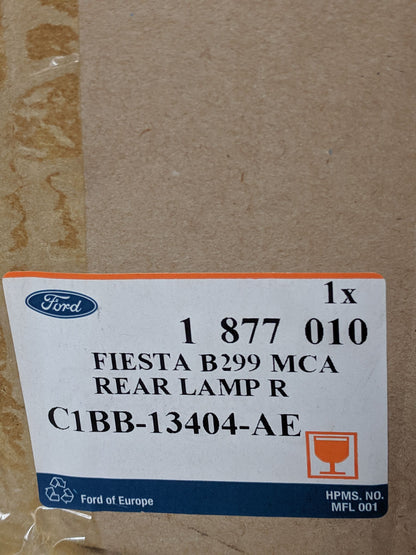 Ford
1x
1 877 010
FIESTA B299 MCA
REAR LAMP R
C1BB-13404-AE
Ford of Europe
HPMS. NO.
MFL 001